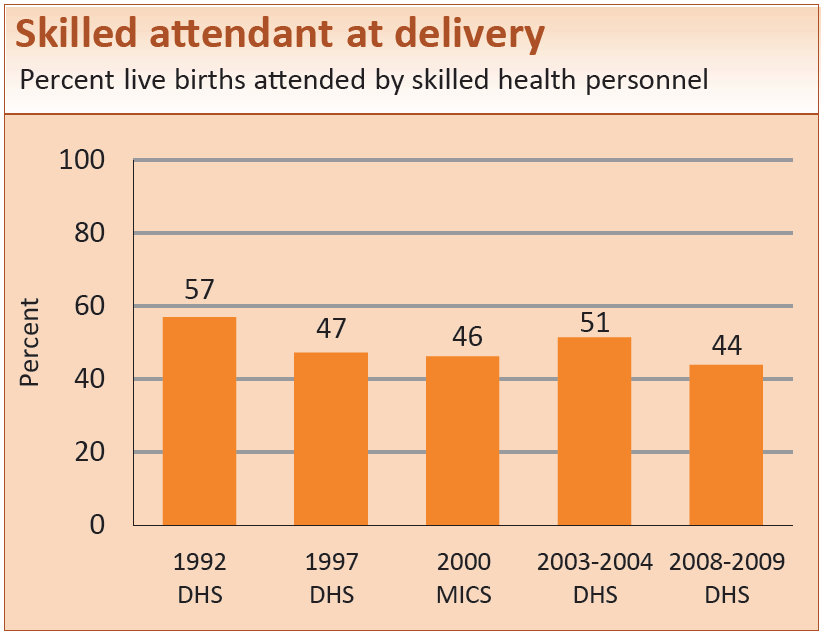 Skilled attendant at delivery
Percent live births attended by skilled health personnel
100
80
60
40
20
0
Percent
57
47
46
51
44
1992 1997 2000 2003-2004 2008-2009
DHS DHS MICS DHS DHS